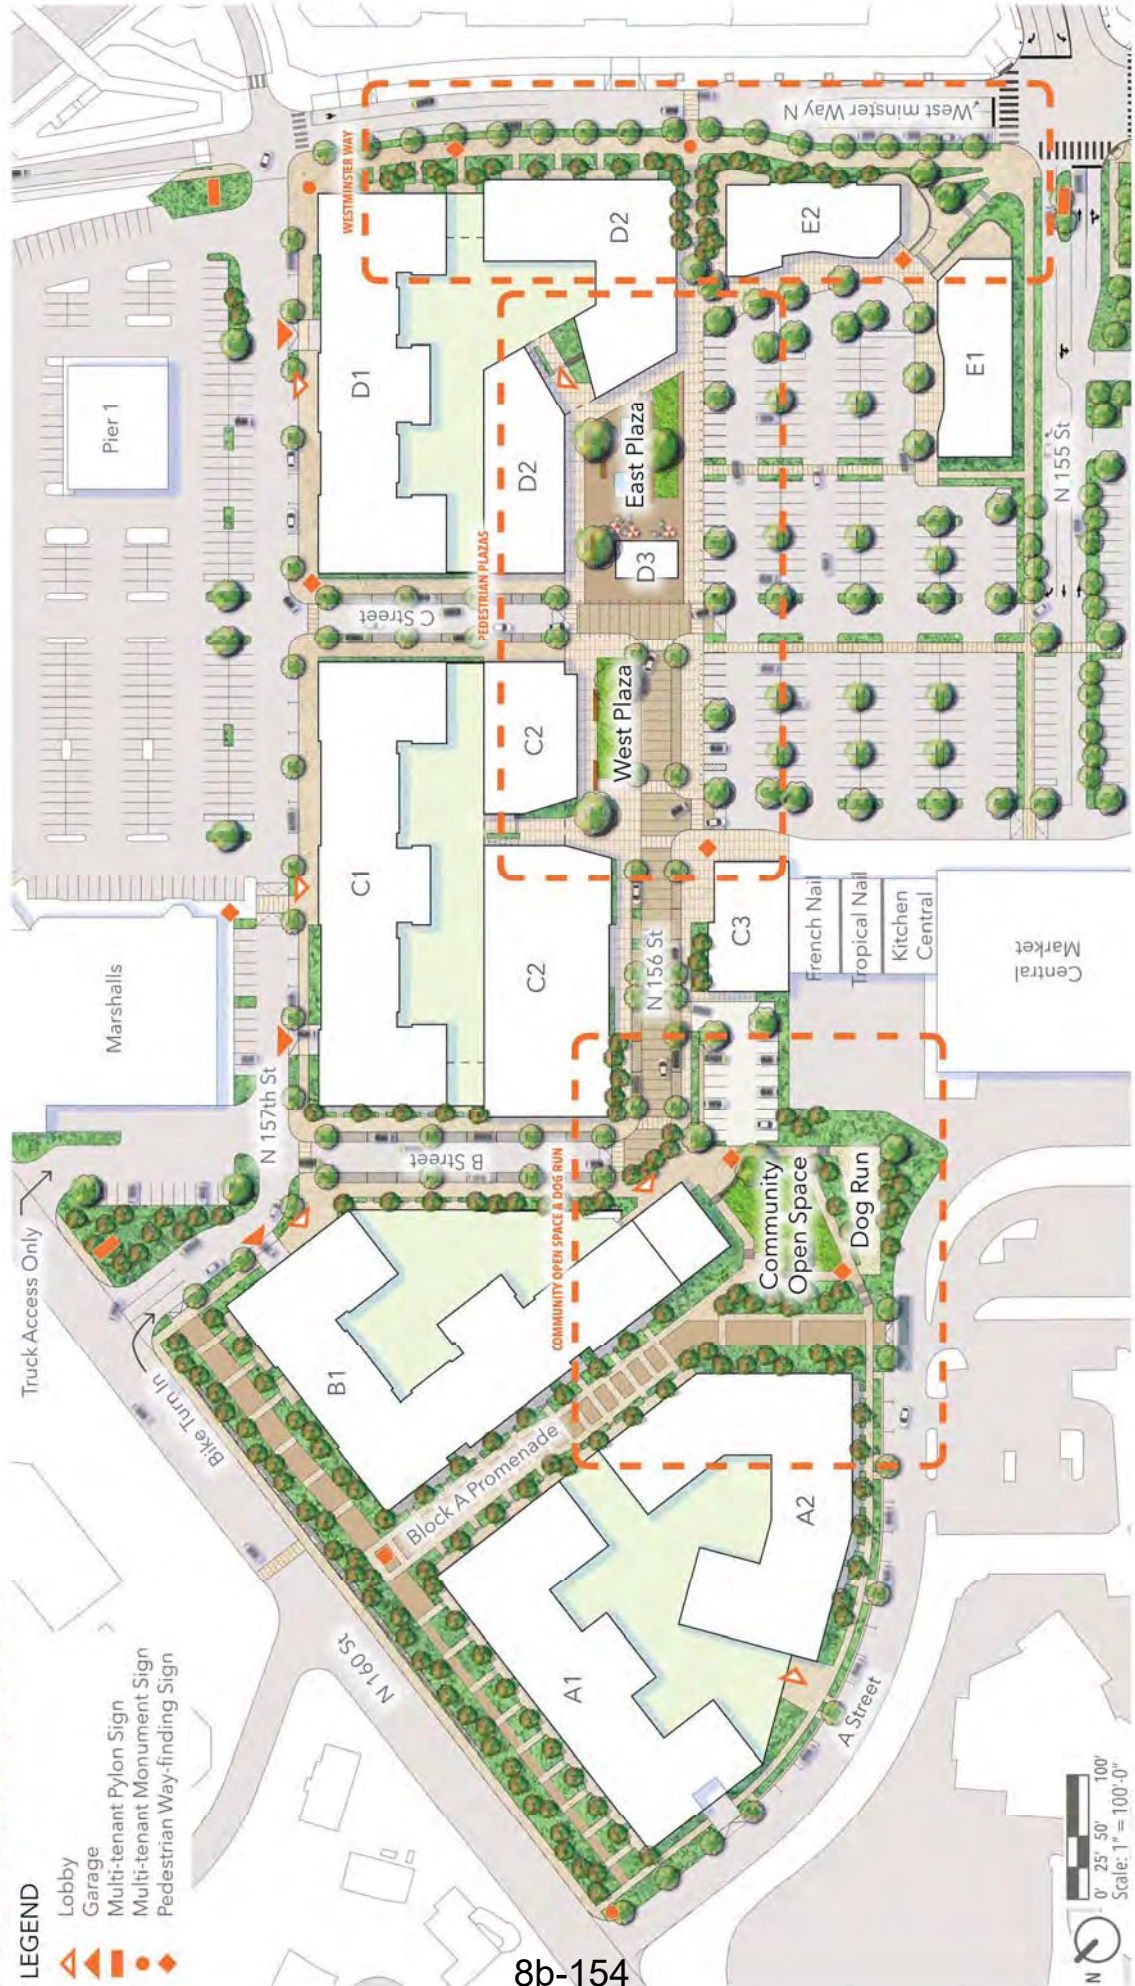 LEGEND
Lobby
Garage
Multi-tenant Pylon Sign
Multi-tenant Monument Sign
Pedestrian Way-finding Sign
Truck Access Only
Bike Turn In
N 160 St
Marshalls
N 157th St
Pier 1
A1
A2
A Street
B1
Block A Promenade
B Street
C1
C2
C2
C3
C Street
D1
D2
D2
D3
E1
E2
COMMUNITY OPEN SPACE & DOG RUN
Community
Open Space
Dog Run
N 156 St
PEDESTRIAN PLAZAS
West Plaza
East Plaza
WESTMINSTER WAY
West minster Way N
N 155 St
French Nail
Tropical Nail
Kitchen
Central
Central
Market
N
0' 25' 50' 100'
Scale: 1" = 100'-0"
8b-154